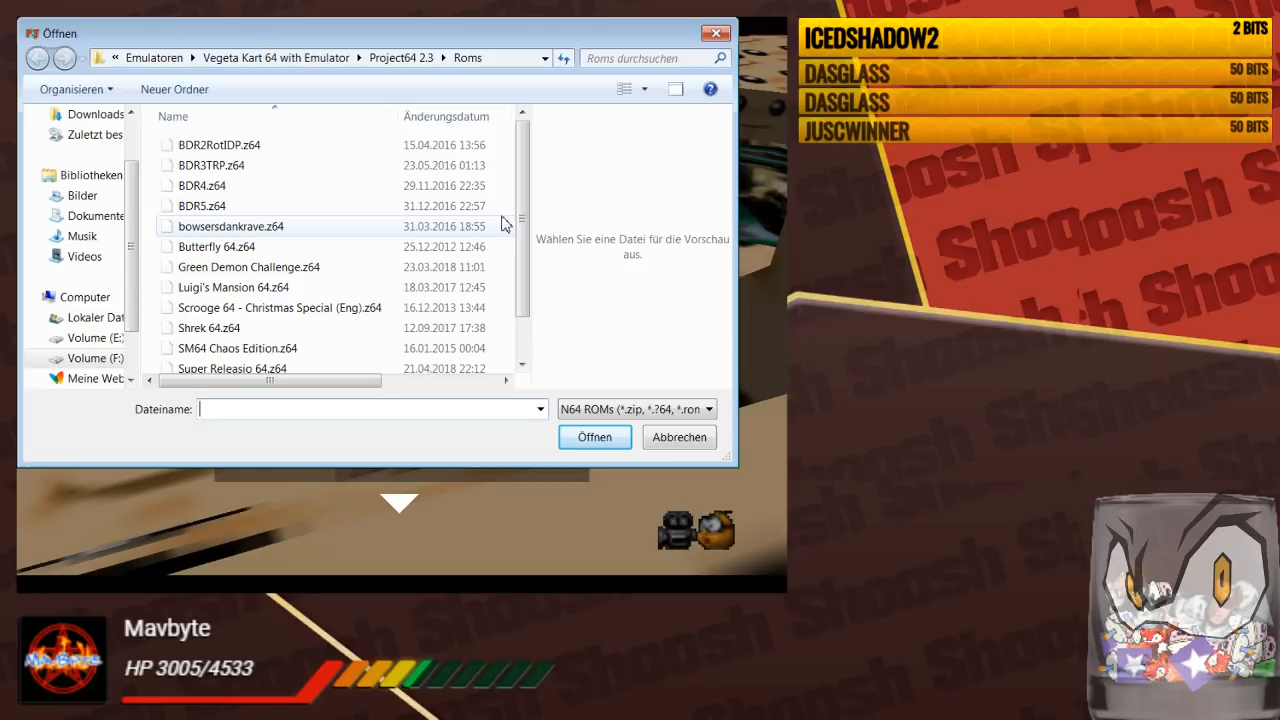 Öffnen
« Emulatoren ▸ Vegeta Kart 64 with Emulator ▸ Project64 2.3 ▸ Roms
Roms durchsuchen
Organisieren
Neuer Ordner
Downloads
Zuletzt bes
Bibliotheken
Bilder
Dokumente
Musik
Videos
Computer
Lokaler Dat
Volume (E:)
Volume (F:)
Meine Web
Name Änderungsdatum
BDR2RotIDP.z64 15.04.2016 13:56
BDR3TRP.z64 23.05.2016 01:13
BDR4.z64 29.11.2016 22:35
BDR5.z64 31.12.2016 22:57
bowsersdankrave.z64 31.03.2016 18:55
Butterfly 64.z64 25.12.2012 12:46
Green Demon Challenge.z64 23.03.2018 11:01
Luigi's Mansion 64.z64 18.03.2017 12:45
Scrooge 64 - Christmas Special (Eng).z64 16.12.2013 13:44
Shrek 64.z64 12.09.2017 17:38
SM64 Chaos Edition.z64 16.01.2015 00:04
Super Releasio 64.z64 21.04.2018 22:12
Wählen Sie eine Datei für die Vorschau
aus.
Dateiname:
N64 ROMs (*.zip, *.?64, *.ron
Öffnen
Abbrechen
ICEDSHADOW2 2 BITS
DASGLASS 50 BITS
DASGLASS 50 BITS
JUSCWINNER 50 BITS
Shoqoosh
Mavbyte
HP 3005/4533